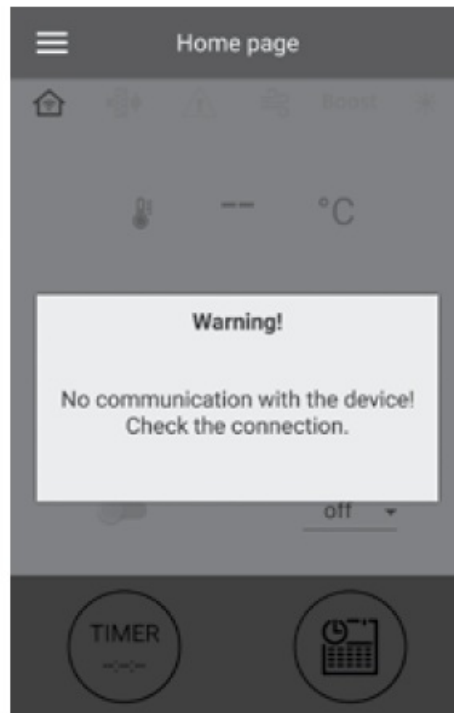 Home page
Boost
-- °C
Warning!
No communication with the device!
Check the connection.
off
TIMER
--:--:--